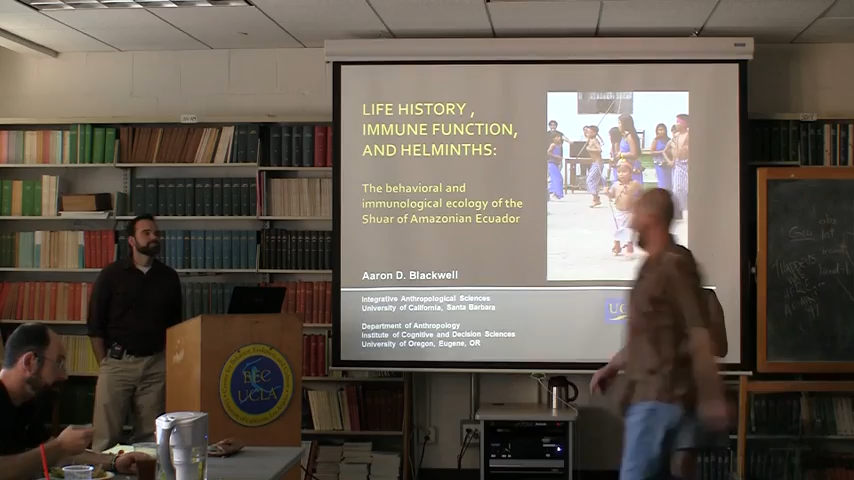 LIFE HISTORY ,
IMMUNE FUNCTION,
AND HELMINTHS:
The behavioral and
immunological ecology of the
Shuar of Amazonian Ecuador
Aaron D. Blackwell
Integrative Anthropological Sciences
University of California, Santa Barbara
Department of Anthropology
Institute of Cognitive and Decision Sciences
University of Oregon, Eugene, OR
UC
BEC
UCLA